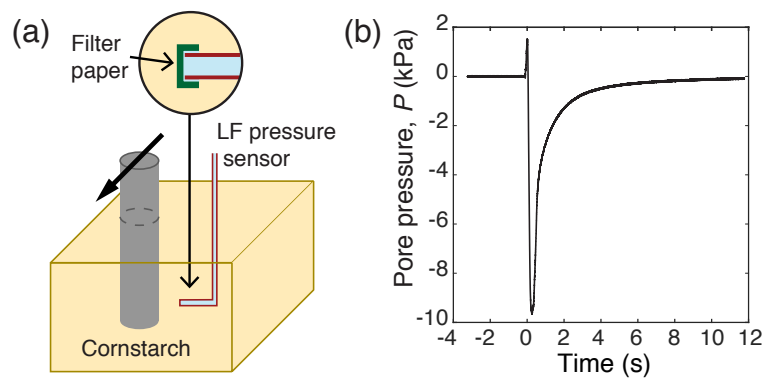 (a)
Filter
paper
LF pressure
sensor
Cornstarch
(b)
Pore pressure, P (kPa)
2
0
-2
-4
-6
-8
-10
-4 -2 0 2 4 6 8 10 12
Time (s)